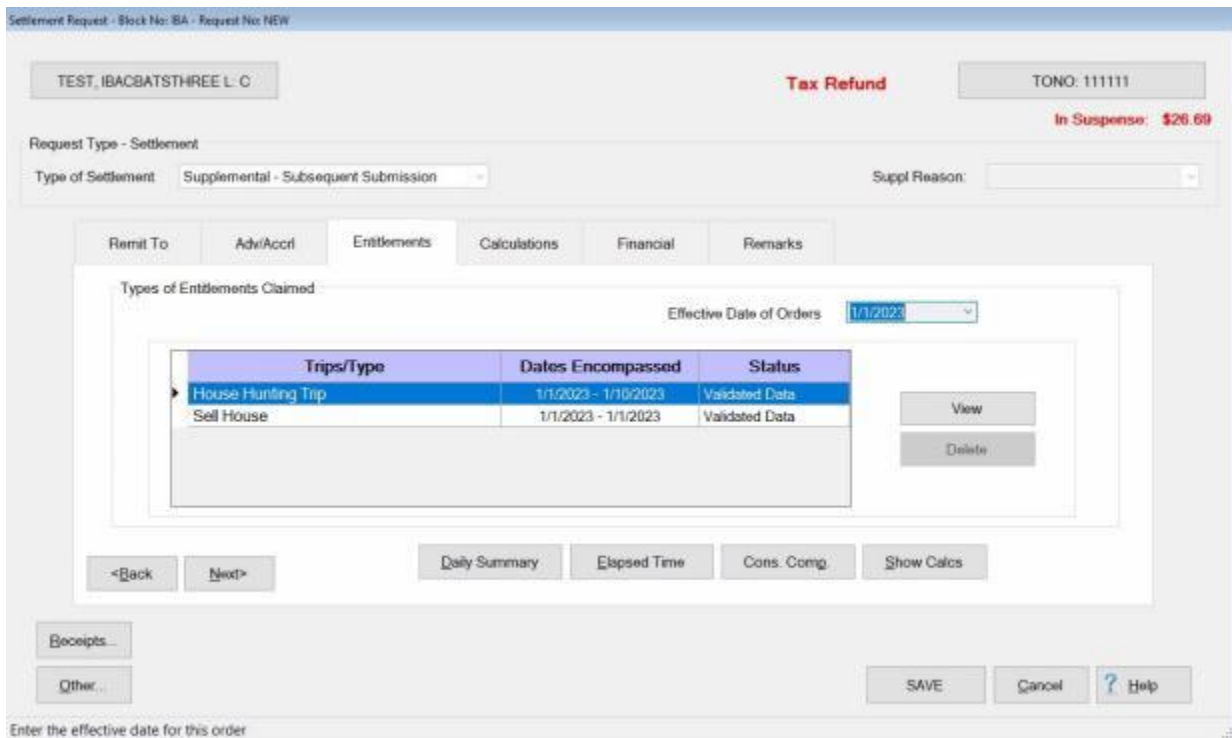 Settlement Request - Block No: IBA - Request No: NEW
TEST, IBACBATSTHREE L: C
Tax Refund
TONO: 111111
In Suspense: $26.69
Request Type - Settlement
Type of Settlement Supplemental - Subsequent Submission Suppl Reason:
Remit To Adv/Accrl Entitlements Calculations Financial Remarks
Types of Entitlements Claimed
Effective Date of Orders 1/1/2023
Trips/Type Dates Encompassed Status
House Hunting Trip 1/1/2023 - 1/10/2023 Validated Data
Sell House 1/1/2023 - 1/1/2023 Validated Data
View
Delete
<Back Next> Daily Summary Elapsed Time Cons. Comp. Show Calcs
Receipts...
Other... SAVE Cancel ? Help
Enter the effective date for this order